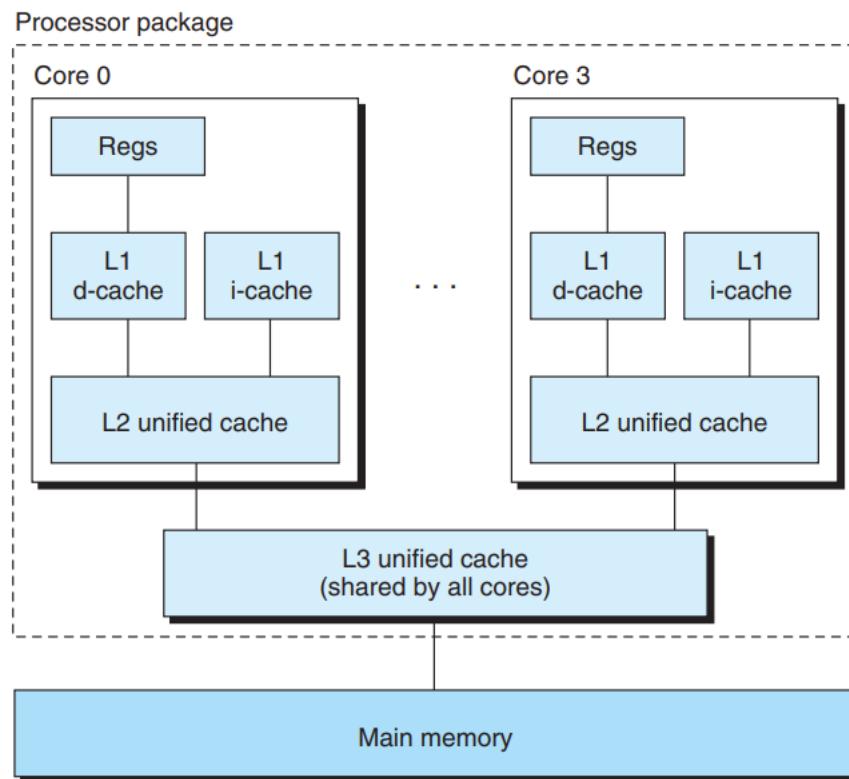 Processor package
Core 0
Core 3
Regs
Regs
L1
d-cache
L1
i-cache
. . .
L1
d-cache
L1
i-cache
L2 unified cache
L2 unified cache
L3 unified cache
(shared by all cores)
Main memory